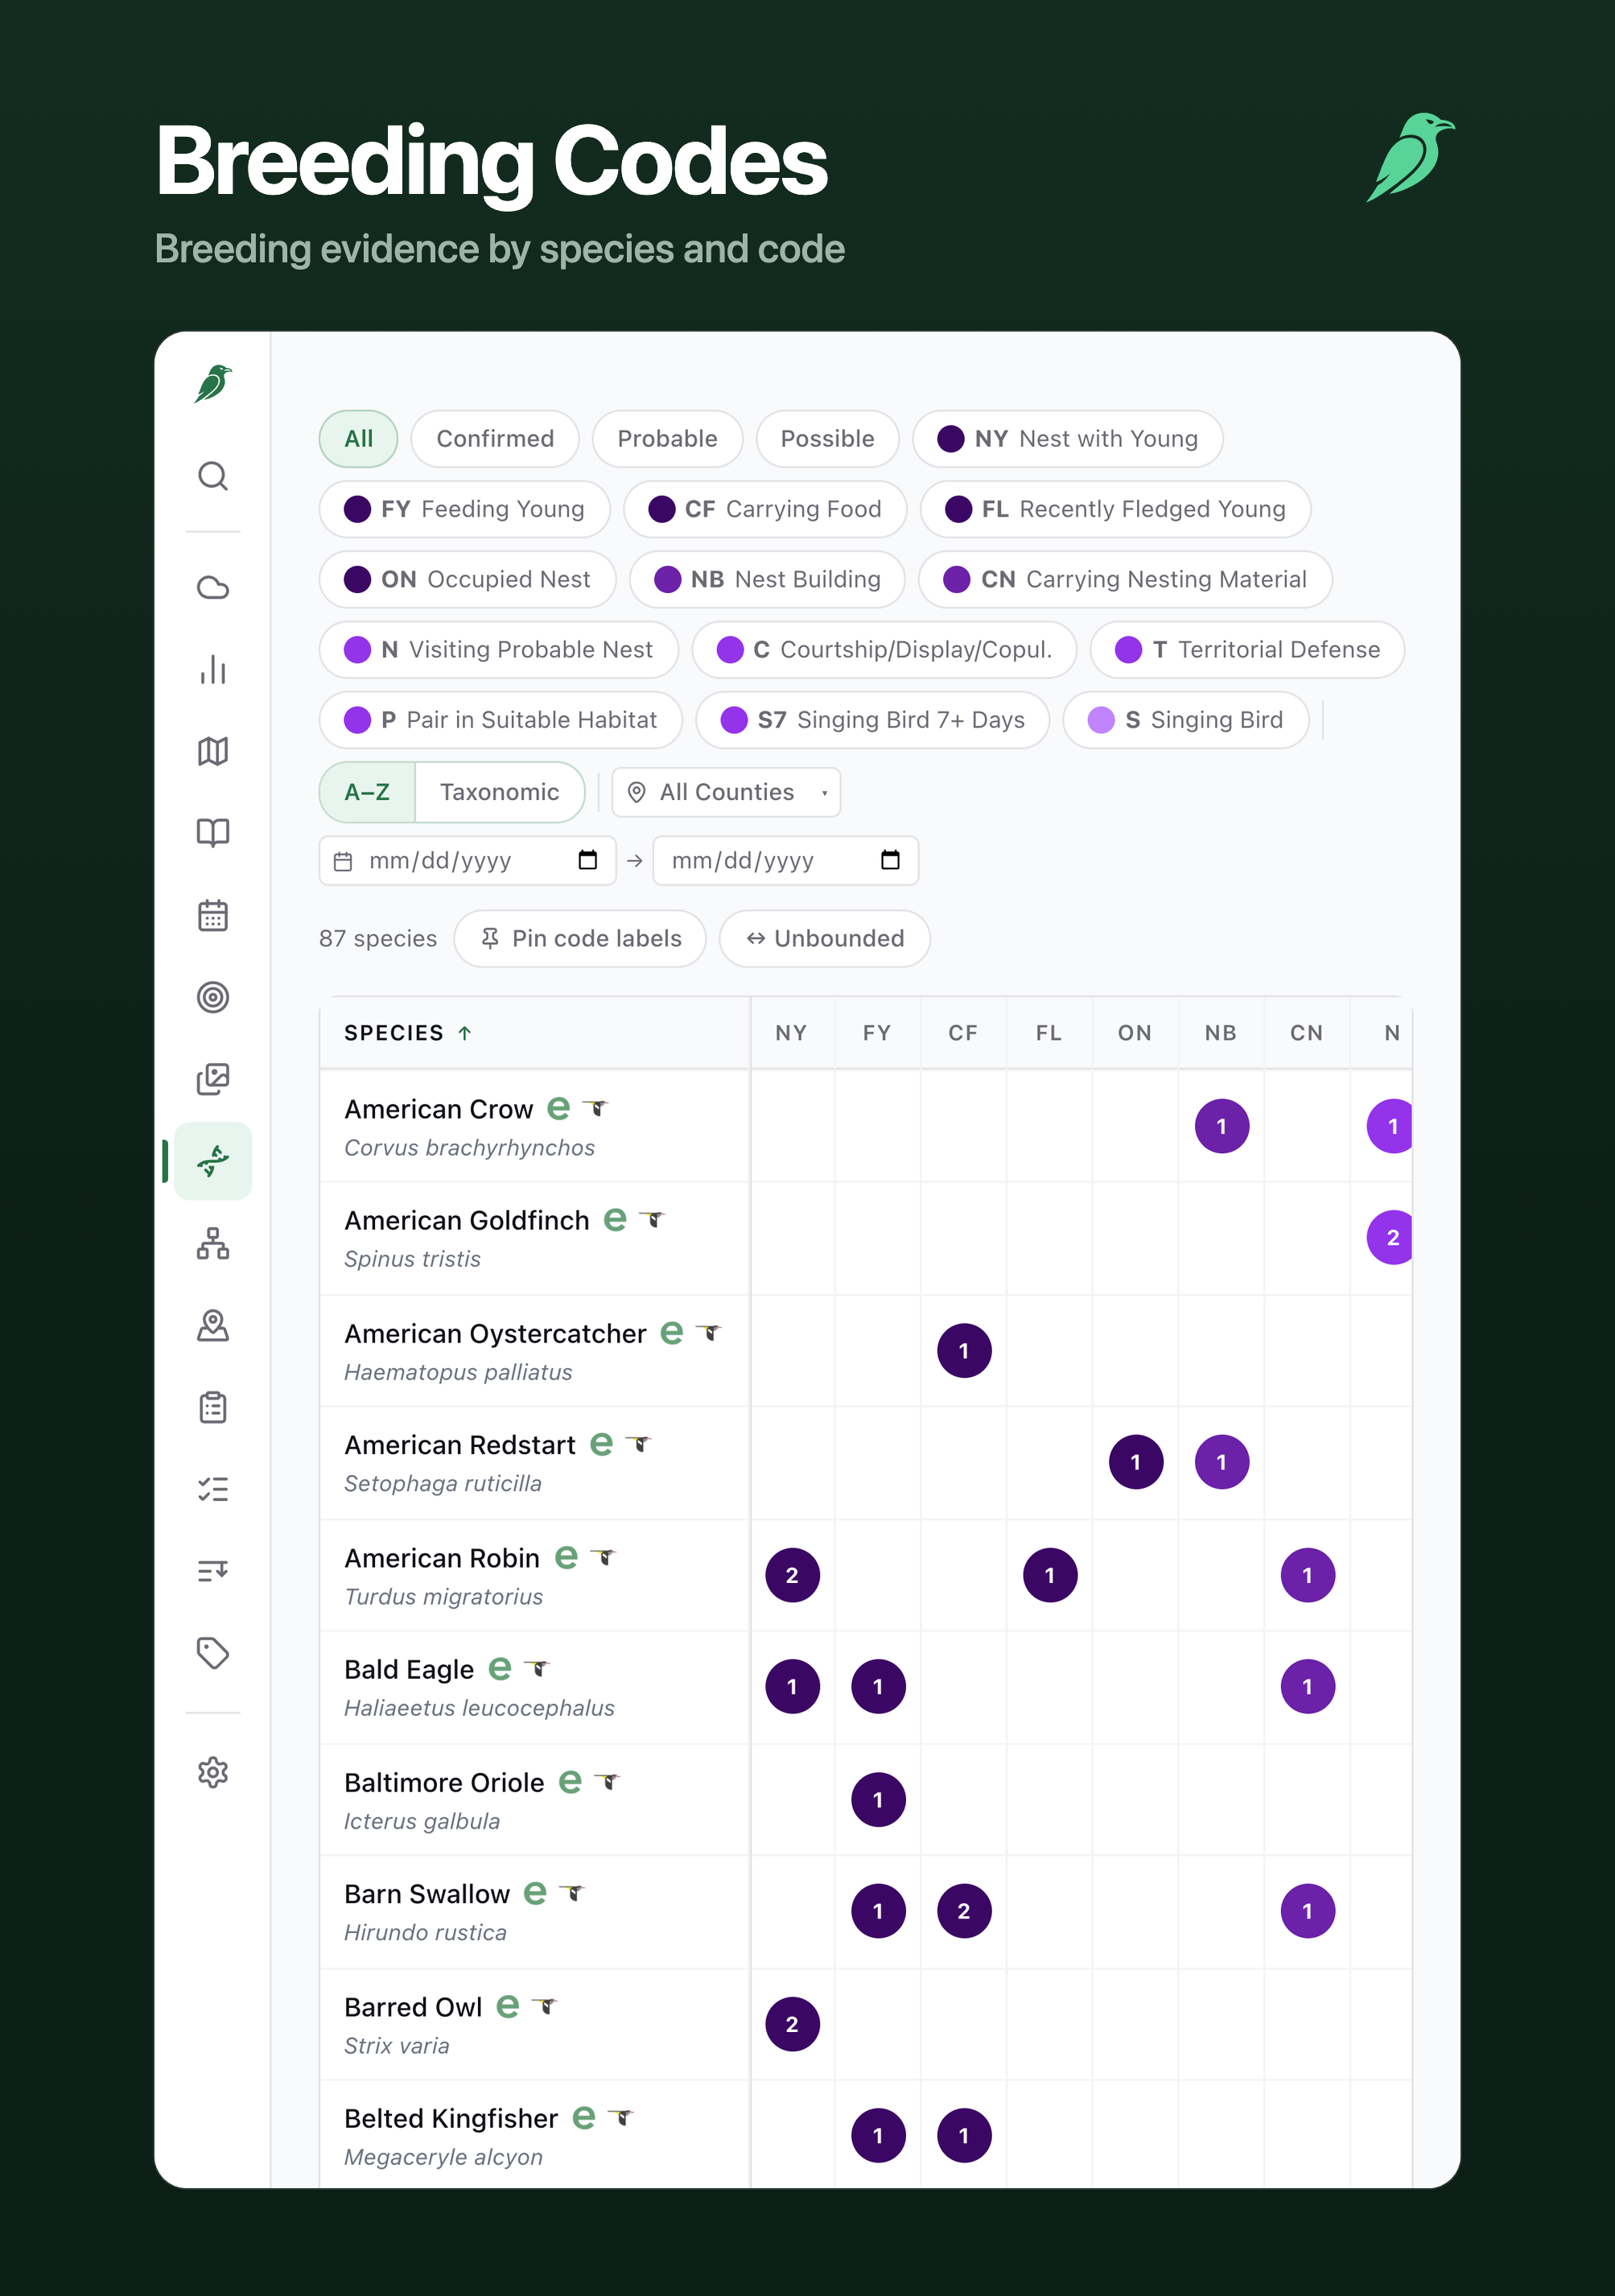 Breeding Codes
Breeding evidence by species and code
All Confirmed Probable Possible NY Nest with Young
FY Feeding Young CF Carrying Food FL Recently Fledged Young
ON Occupied Nest NB Nest Building CN Carrying Nesting Material
N Visiting Probable Nest C Courtship/Display/Copul. T Territorial Defense
P Pair in Suitable Habitat S7 Singing Bird 7+ Days S Singing Bird
A–Z Taxonomic All Counties
mm/dd/yyyy → mm/dd/yyyy
87 species Pin code labels ↔ Unbounded
SPECIES ↑ NY FY CF FL ON NB CN N
American Crow e 1 1
Corvus brachyrhynchos
American Goldfinch e 2
Spinus tristis
American Oystercatcher e 1
Haematopus palliatus
American Redstart e 1 1
Setophaga ruticilla
American Robin e 2 1 1
Turdus migratorius
Bald Eagle e 1 1 1
Haliaeetus leucocephalus
Baltimore Oriole e 1
Icterus galbula
Barn Swallow e 1 2 1
Hirundo rustica
Barred Owl e 2
Strix varia
Belted Kingfisher e 1 1
Megaceryle alcyon